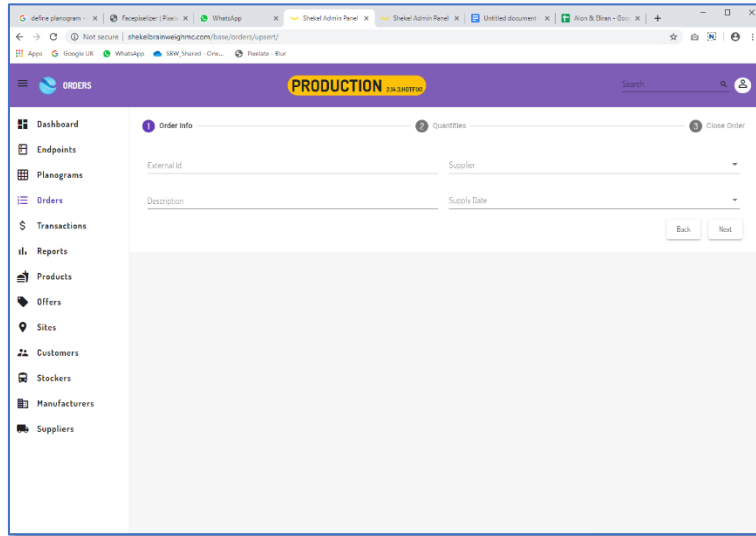 define planogram -
Facepixelizer | Pixela
WhatsApp
Shekel Admin Panel
Shekel Admin Panel
Untitled document -
Alon & Eliran - Goo
Not secure | shekelbrainweighmc.com/base/orders/upsert/
Apps Google UK WhatsApp SBW_Shared - One... Pixelate - Blur
ORDERS PRODUCTION Search
Dashboard
1 Order Info 2 Quantities 3 Close Order
Endpoints
External Id Supplier
Planograms
Orders
Description Supply Date
Transactions
Back Next
Reports
Products
Offers
Sites
Customers
Stockers
Manufacturers
Suppliers